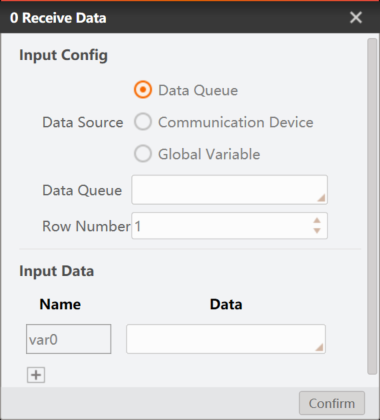 0 Receive Data
Input Config
Data Queue
Data Source
Communication Device
Global Variable
Data Queue
Row Number 1
Input Data
Name Data
var0
Confirm